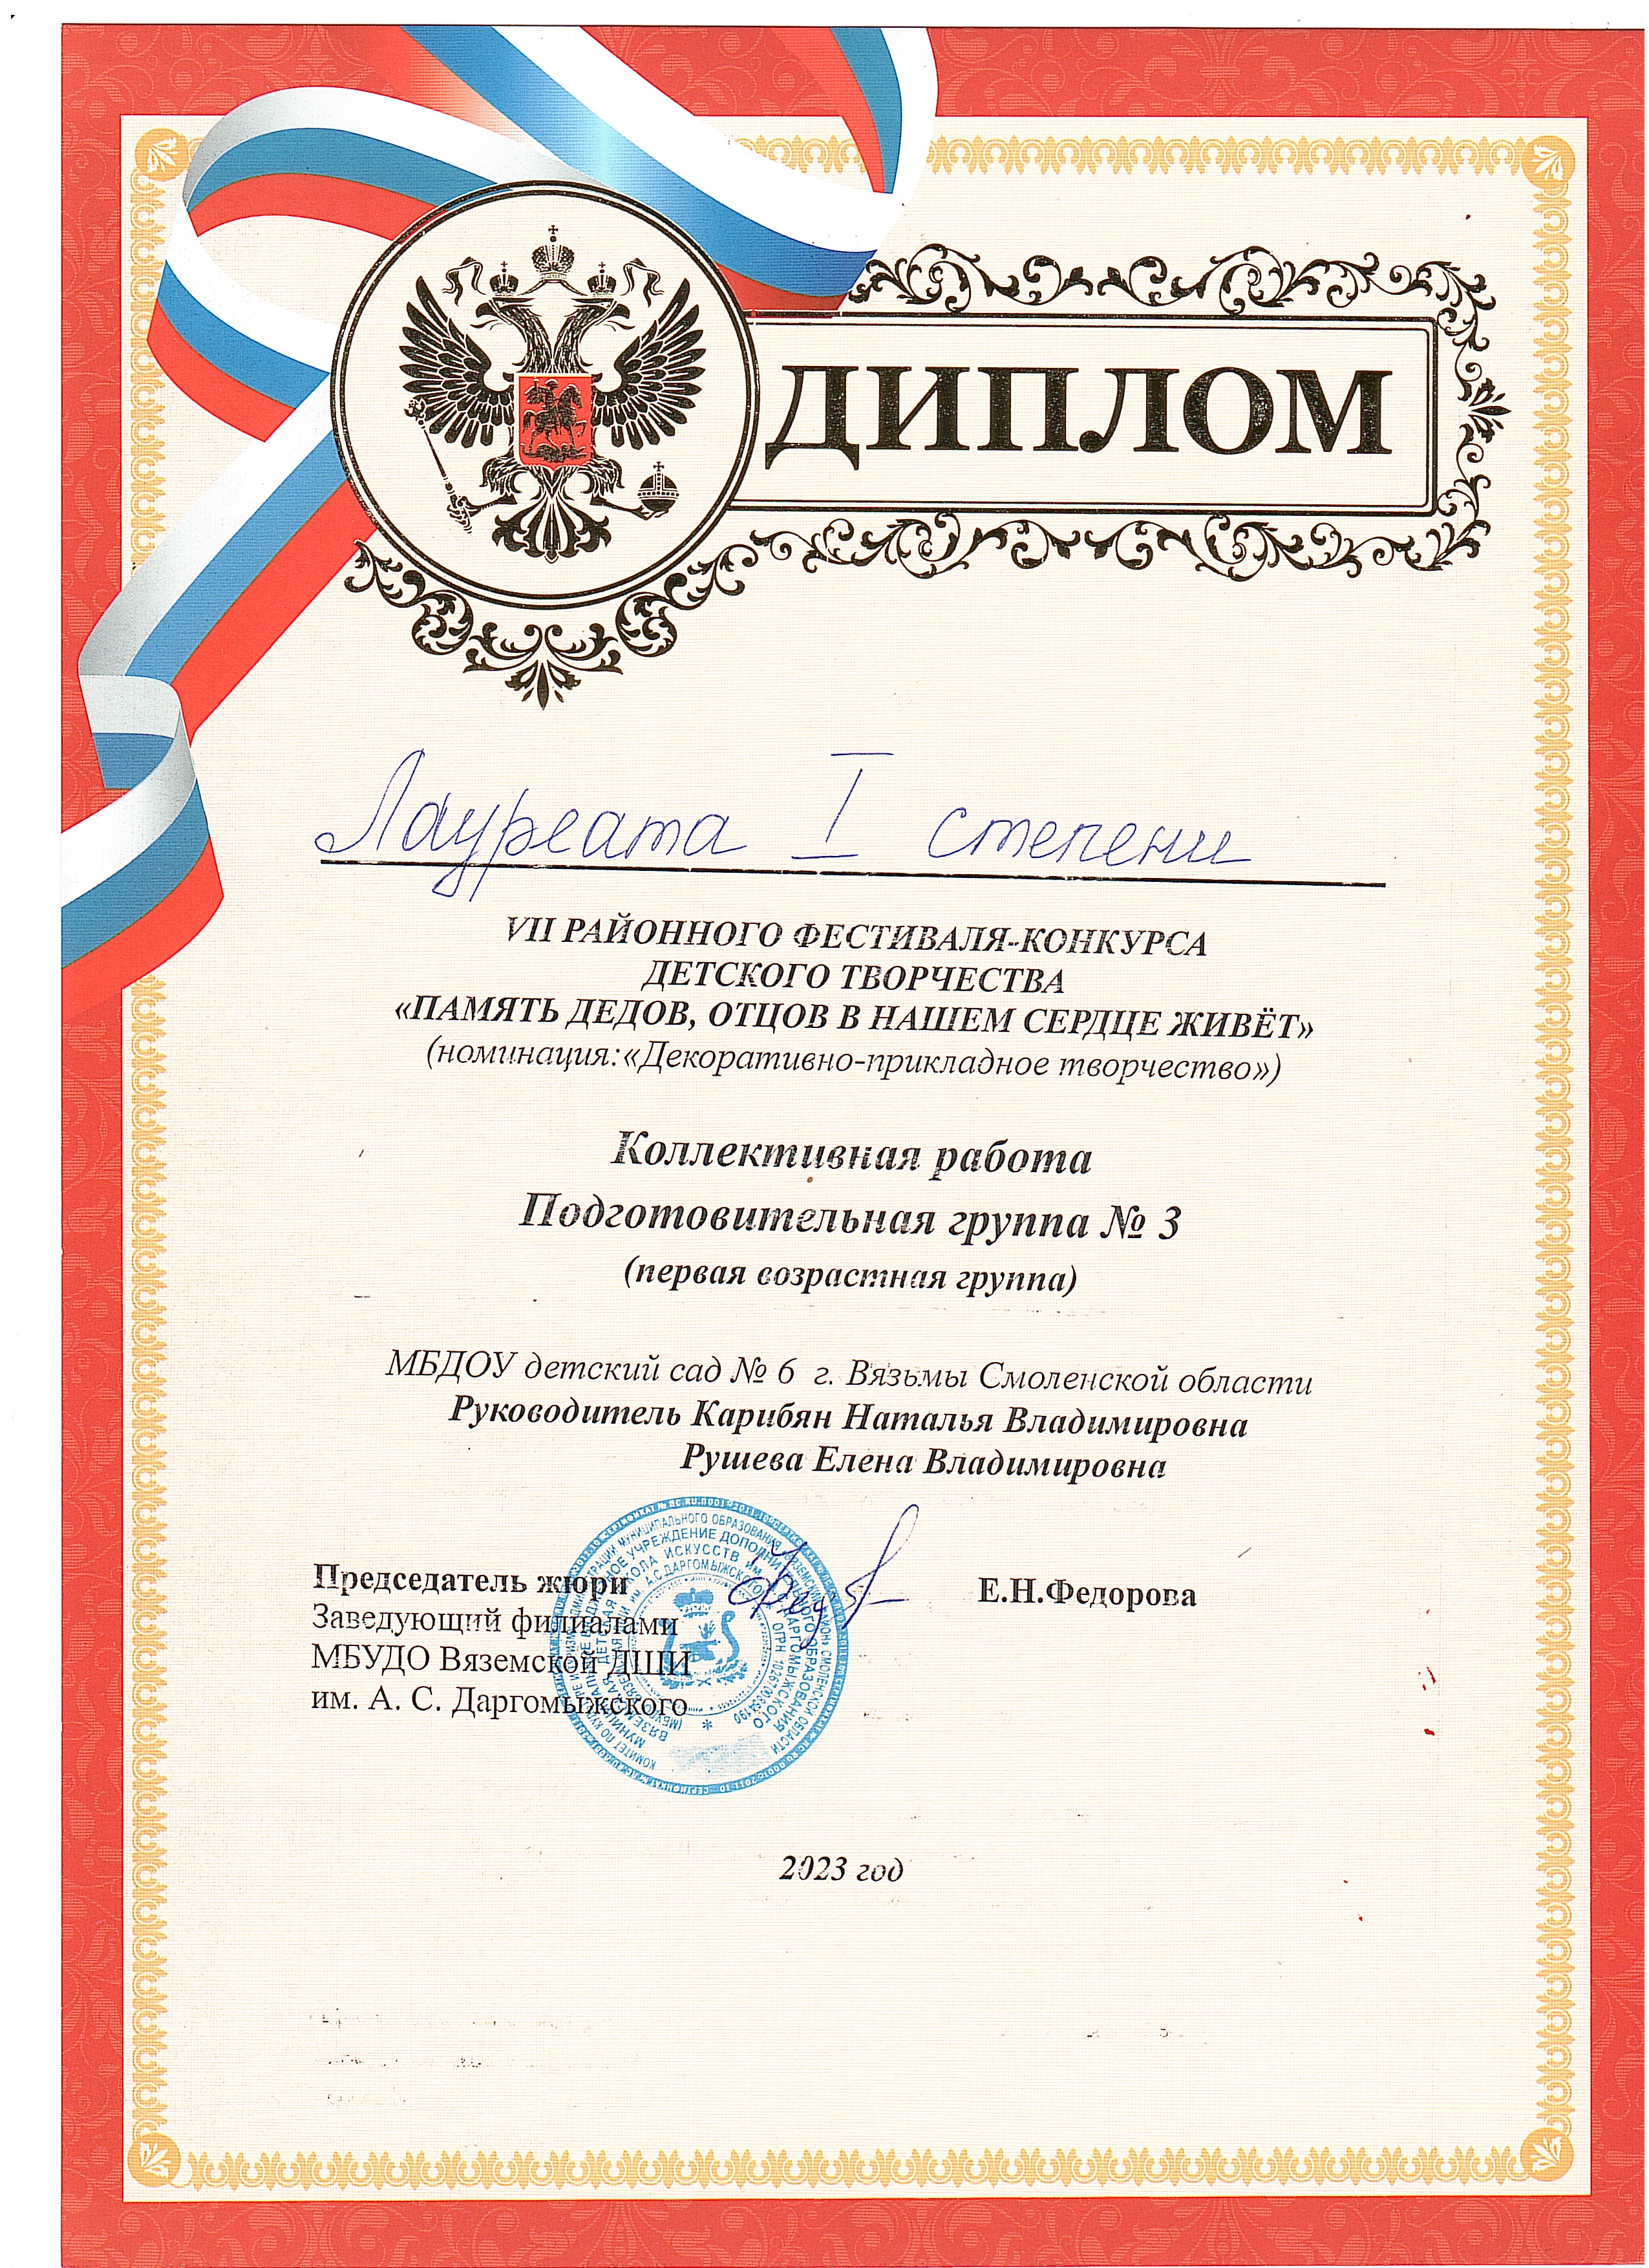 ДИПЛОМ
Лауреата I степени
VII РАЙОННОГО ФЕСТИВАЛЯ-КОНКУРСА
ДЕТСКОГО ТВОРЧЕСТВА
«ПАМЯТЬ ДЕДОВ, ОТЦОВ В НАШЕМ СЕРДЦЕ ЖИВЁТ»
(номинация:«Декоративно-прикладное творчество»)
Коллективная работа
Подготовительная группа № 3
(первая возрастная группа)
МБДОУ детский сад № 6 г. Вязьмы Смоленской области
Руководитель Карибян Наталья Владимировна
Рушева Елена Владимировна
Председатель жюри
Е.Н.Федорова
Заведующий филиалами
МБУДО Вяземской ДШИ
им. А. С. Даргомыжского
2023 год